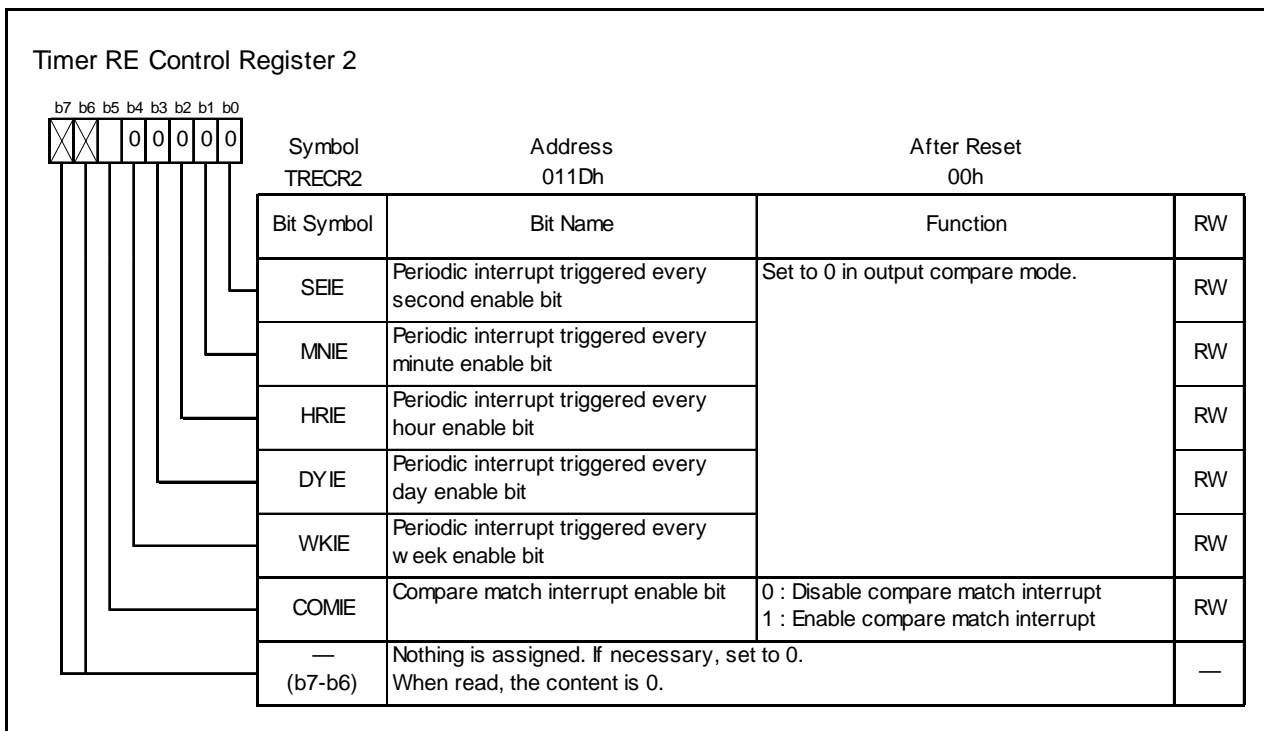 Timer RE Control Register 2
b7 b6 b5 b4 b3 b2 b1 b0
0 0 0 0 0
Symbol Address After Reset
TRECR2 011Dh 00h
Bit Symbol Bit Name Function RW
SEIE Periodic interrupt triggered every second enable bit Set to 0 in output compare mode. RW
MNIE Periodic interrupt triggered every minute enable bit RW
HRIE Periodic interrupt triggered every hour enable bit RW
DYIE Periodic interrupt triggered every day enable bit RW
WKIE Periodic interrupt triggered every week enable bit RW
COMIE Compare match interrupt enable bit 0 : Disable compare match interrupt
1 : Enable compare match interrupt RW
— (b7-b6) Nothing is assigned. If necessary, set to 0.
When read, the content is 0. —